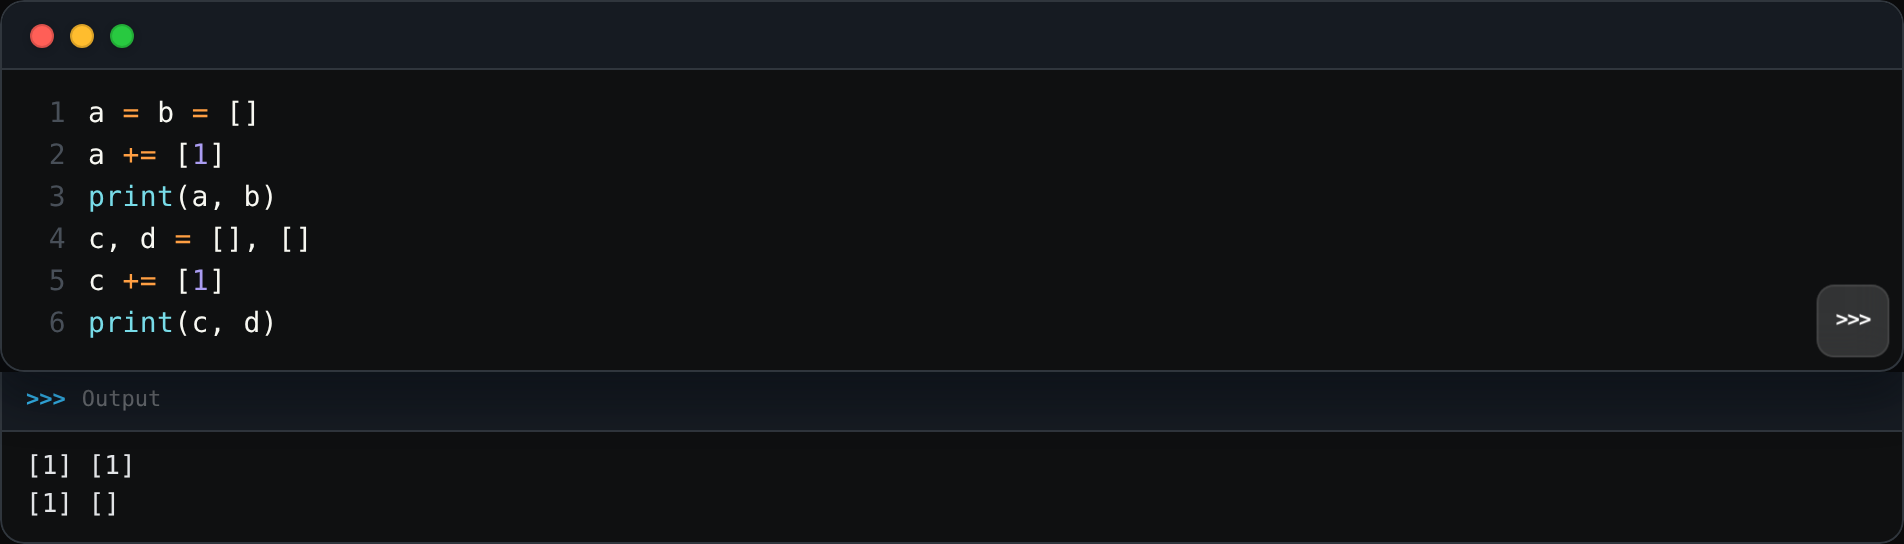 1 a = b = []
2 a += [1]
3 print(a, b)
4 c, d = [], []
5 c += [1]
6 print(c, d)
>>>
>>> Output
[1] [1]
[1] []